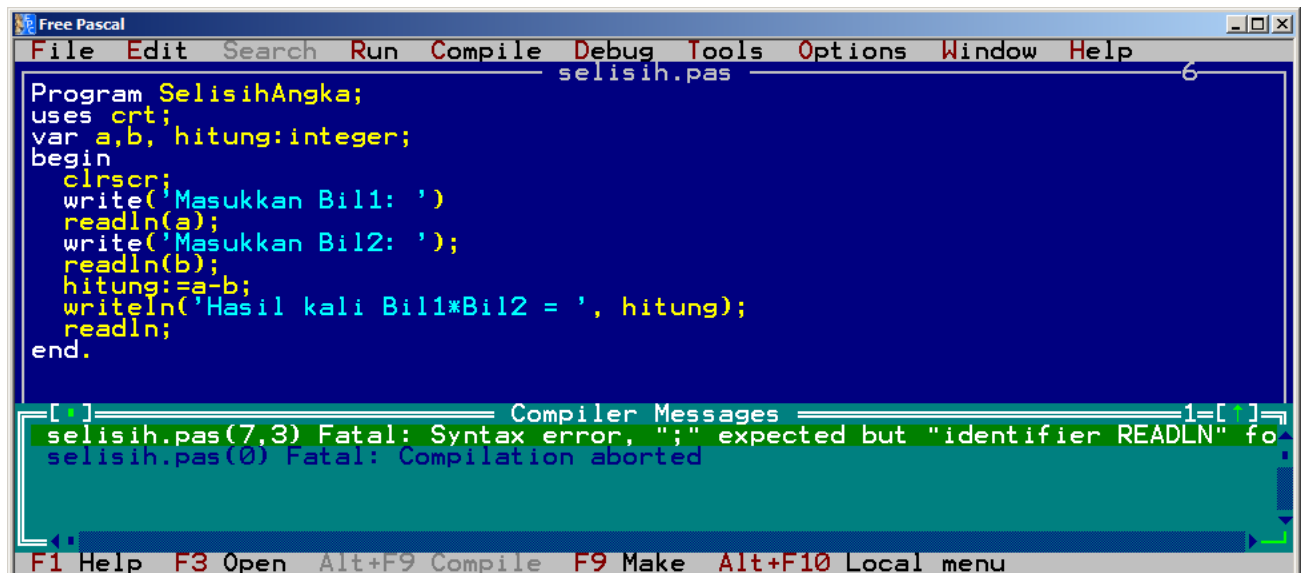 Free Pascal
File Edit Search Run Compile Debug Tools Options Window Help
selisih.pas 6
Program SelisihAngka;
uses crt;
var a,b, hitung:integer;
begin
clrscr;
write('Masukkan Bil1: ')
readln(a);
write('Masukkan Bil2: ');
readln(b);
hitung:=a-b;
writeln('Hasil kali Bil1*Bil2 = ', hitung);
readln;
end.
Compiler Messages 1=[↑]
selisih.pas(7,3) Fatal: Syntax error, ";" expected but "identifier READLN" fo
selisih.pas(0) Fatal: Compilation aborted
F1 Help F3 Open Alt+F9 Compile F9 Make Alt+F10 Local menu